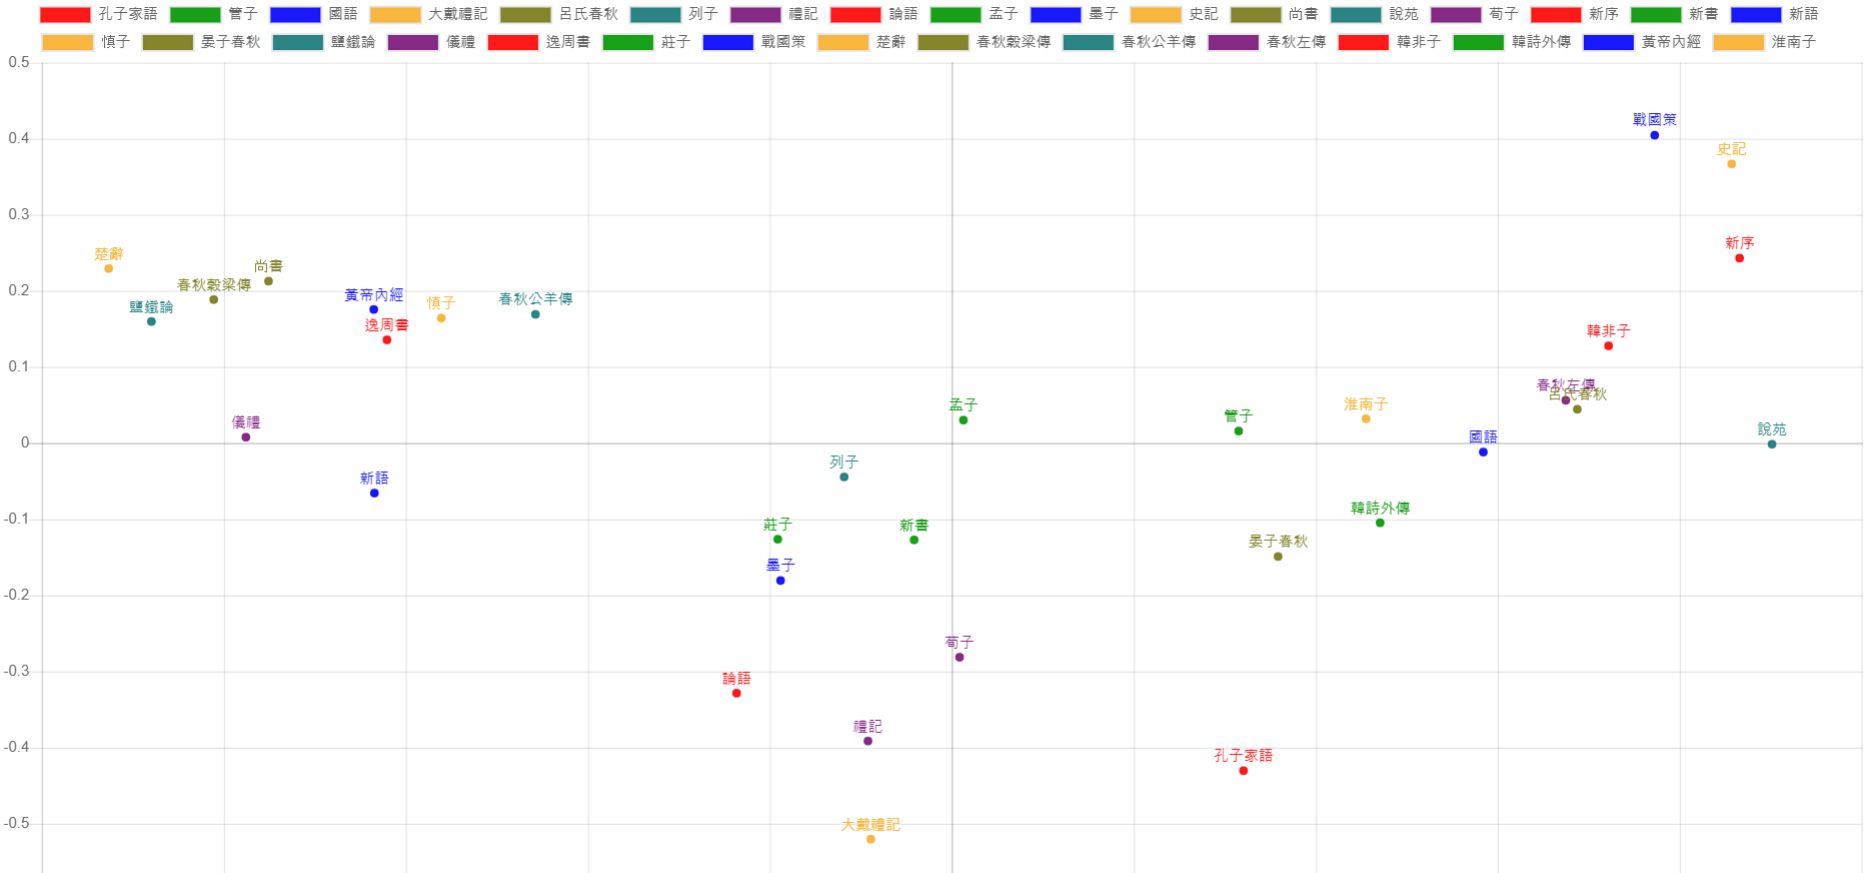 孔子家語 管子 國語 大戴禮記 呂氏春秋 列子 禮記 論語 孟子 墨子 史記 尚書 說苑 荀子 新序 新書 新語
慎子 晏子春秋 鹽鐵論 儀禮 逸周書 莊子 戰國策 楚辭 春秋穀梁傳 春秋公羊傳 春秋左傳 韓非子 韓詩外傳 黃帝內經 淮南子
0.5
戰國策
0.4
史記
0.3
新序
楚辭
尚書
春秋穀梁傳
0.2
黃帝內經
春秋公羊傳
慎子
鹽鐵論
逸周書
韓非子
0.1
春秋左傳
呂氏春秋
孟子
淮南子
管子
儀禮
說苑
國語
0
列子
新語
韓詩外傳
-0.1
莊子
新書
晏子春秋
墨子
-0.2
荀子
-0.3
論語
禮記
-0.4
孔子家語
-0.5
大戴禮記